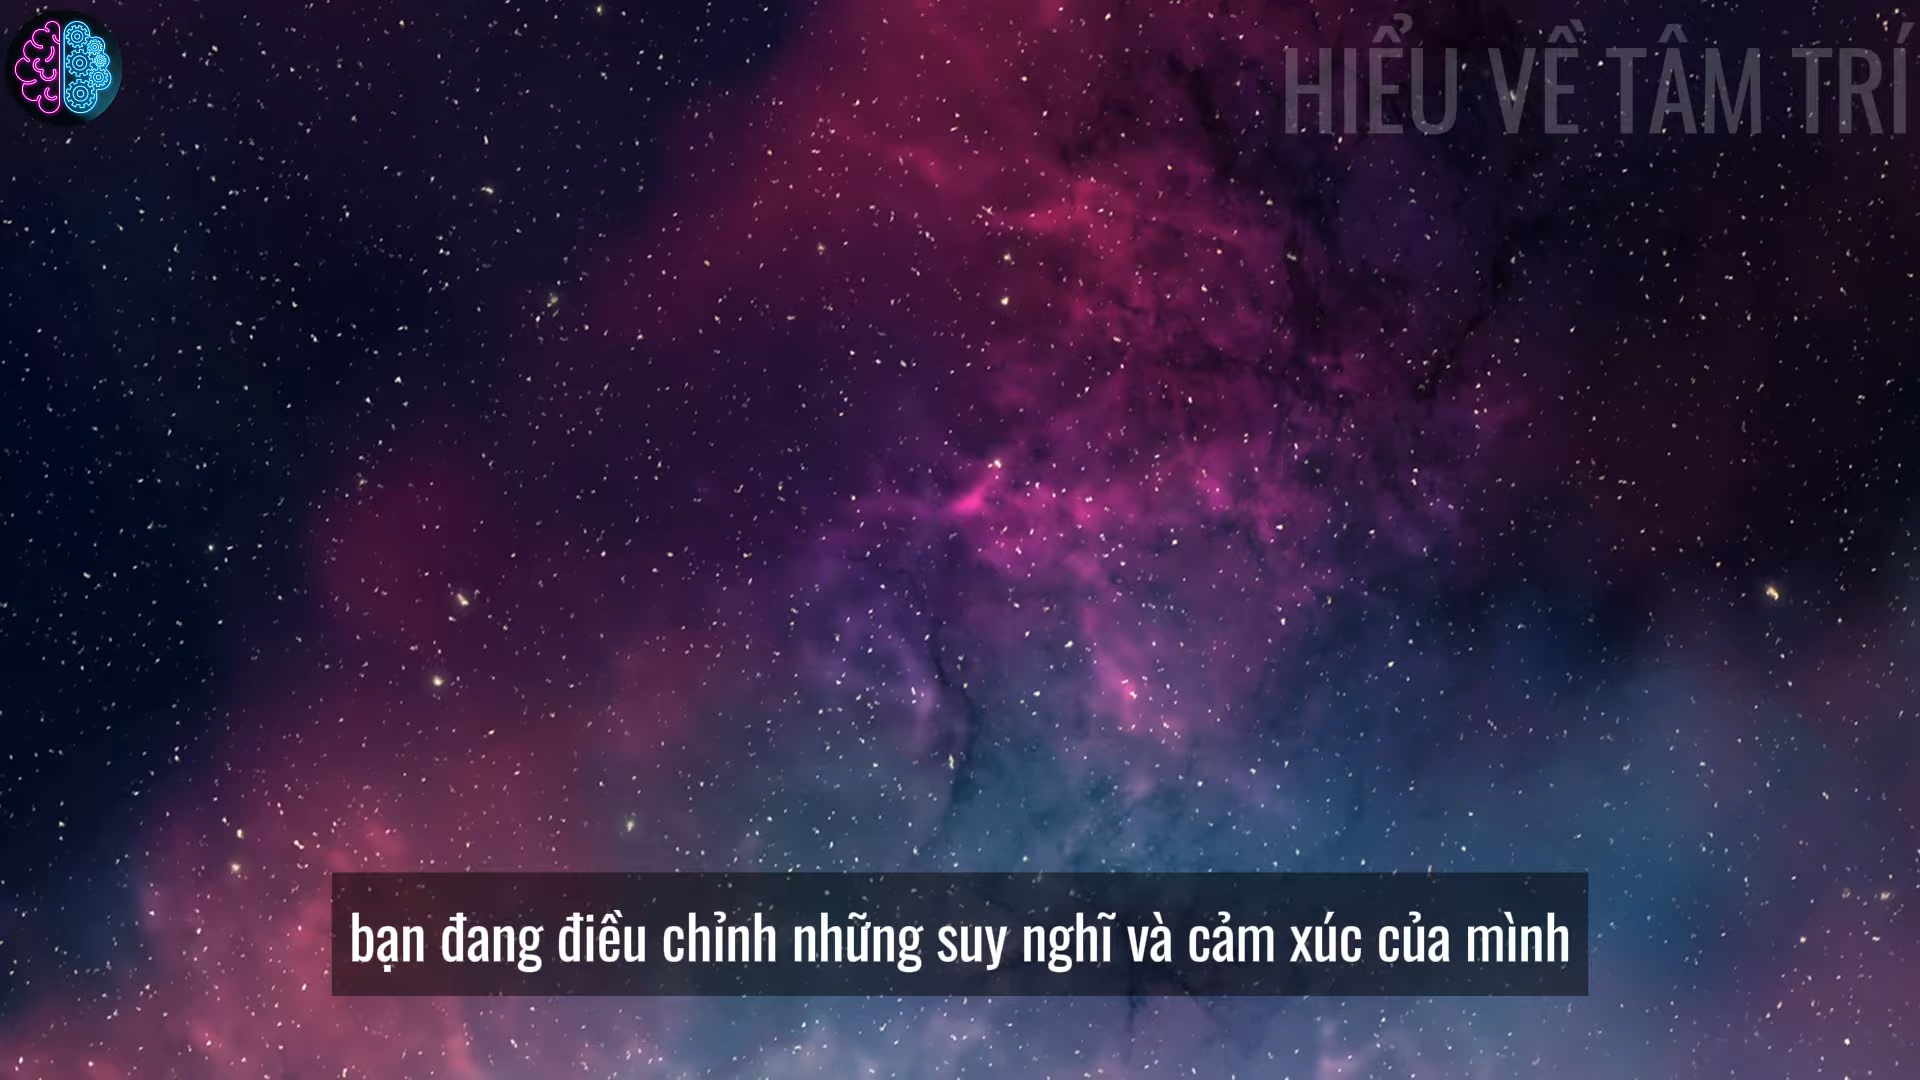 HIỂU VỀ TÂM TRÍ
bạn đang điều chỉnh những suy nghĩ và cảm xúc của mình